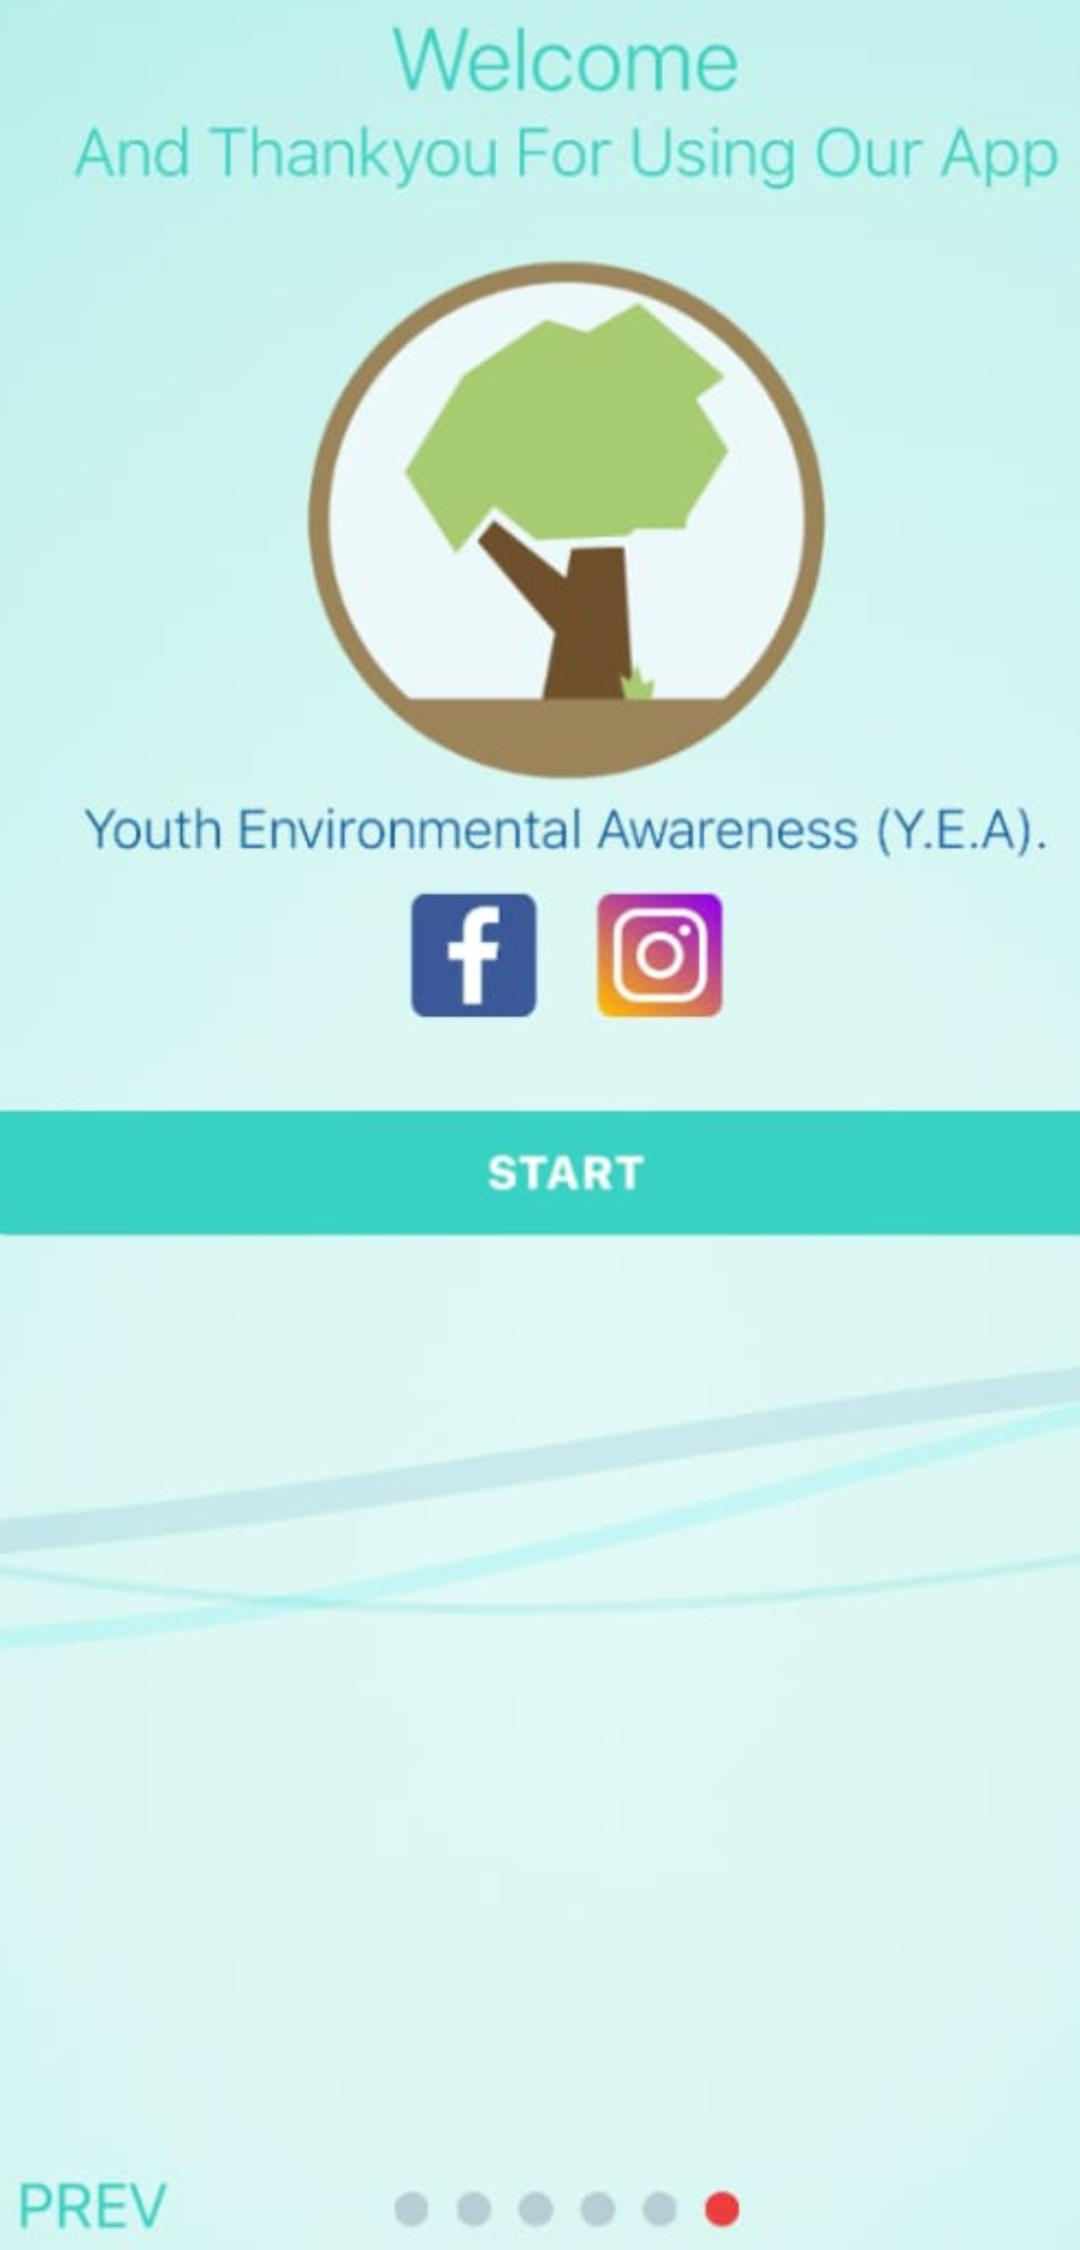 Welcome
And Thankyou For Using Our App
Youth Environmental Awareness (Y.E.A).
START
PREV